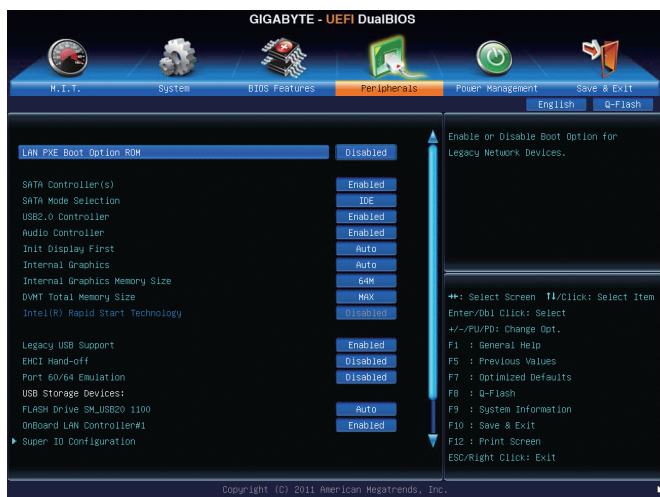 GIGABYTE - UEFI DualBIOS
M.I.T.
System
BIOS Features
Peripherals
Power Management
Save & Exit
English
Q-Flash
LAN PXE Boot Option ROM Disabled
SATA Controller(s) Enabled
SATA Mode Selection IDE
USB2.0 Controller Enabled
Audio Controller Enabled
Init Display First Auto
Internal Graphics Auto
Internal Graphics Memory Size 64M
DVMT Total Memory Size MAX
Intel(R) Rapid Start Technology Disabled
Legacy USB Support Enabled
EHCI Hand-off Disabled
Port 60/64 Emulation Disabled
USB Storage Devices:
FLASH Drive SM_USB20 1100 Auto
OnBoard LAN Controller#1 Enabled
Super IO Configuration
Enable or Disable Boot Option for
Legacy Network Devices.
→←: Select Screen ↑↓/Click: Select Item
Enter/Dbl Click: Select
+/-/PU/PD: Change Opt.
F1 : General Help
F5 : Previous Values
F7 : Optimized Defaults
F8 : Q-Flash
F9 : System Information
F10 : Save & Exit
F12 : Print Screen
ESC/Right Click: Exit
Copyright (C) 2011 American Megatrends, Inc.